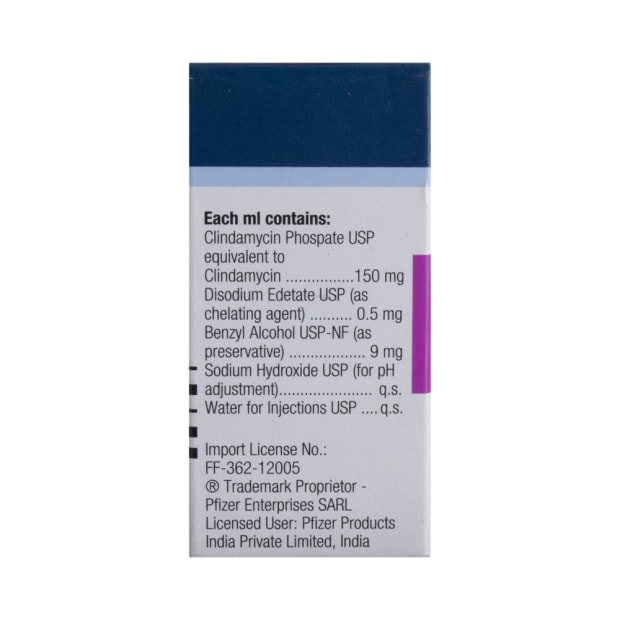 Each ml contains:
Clindamycin Phospate USP
equivalent to
Clindamycin ................150 mg
Disodium Edetate USP (as
chelating agent) .......... 0.5 mg
Benzyl Alcohol USP-NF (as
preservative) .................. 9 mg
Sodium Hydroxide USP (for pH
adjustment)...................... q.s.
Water for Injections USP ....q.s.
Import License No.:
FF-362-12005
® Trademark Proprietor -
Pfizer Enterprises SARL
Licensed User: Pfizer Products
India Private Limited, India